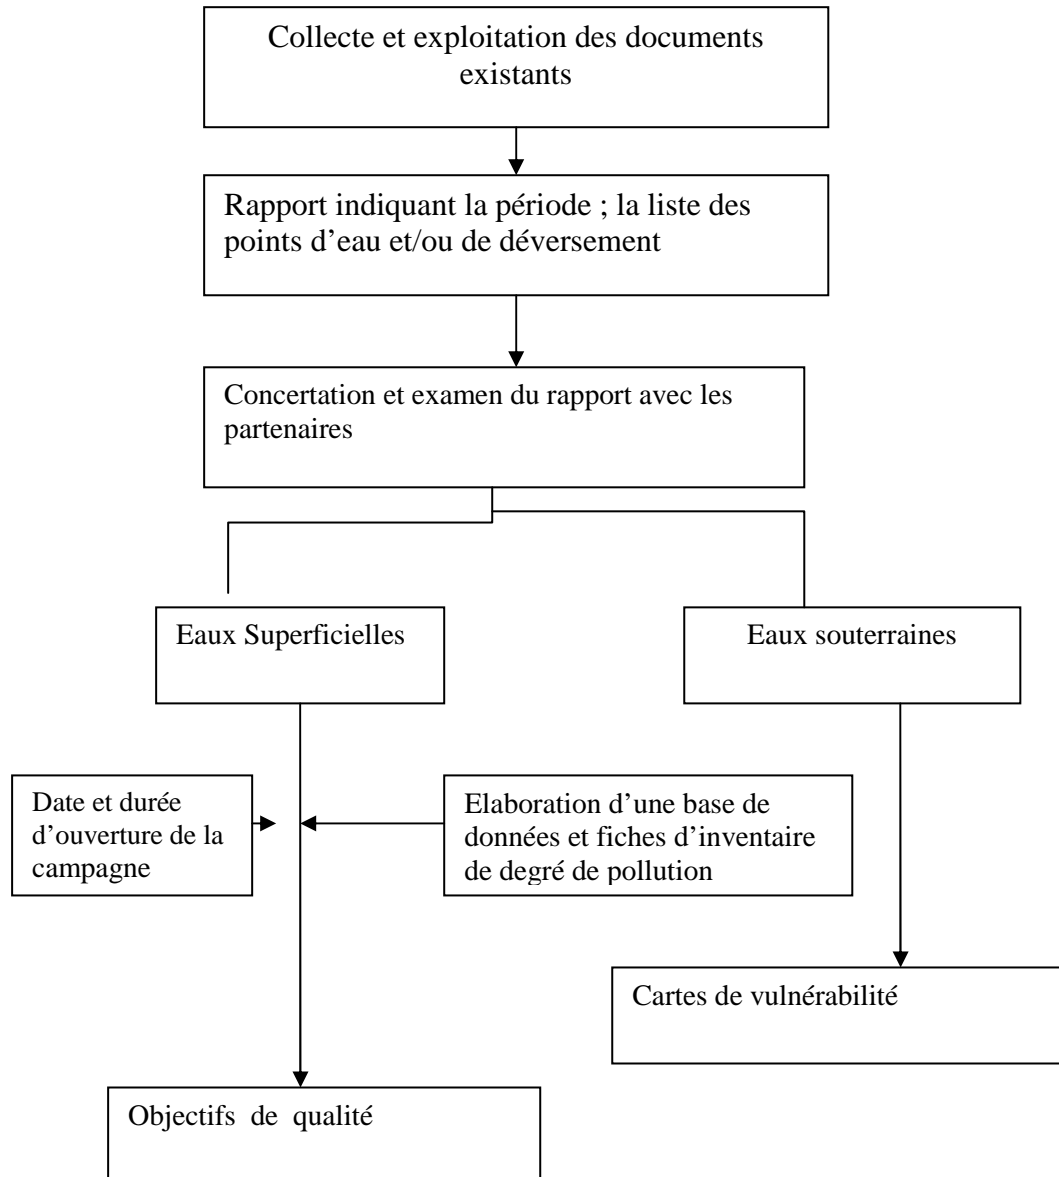 Collecte et exploitation des documents
existants
Rapport indiquant la période ; la liste des
points d’eau et/ou de déversement
Concertation et examen du rapport avec les
partenaires
Eaux Superficielles
Eaux souterraines
Date et durée
d’ouverture de la
campagne
Elaboration d’une base de
données et fiches d’inventaire
de degré de pollution
Cartes de vulnérabilité
Objectifs de qualité